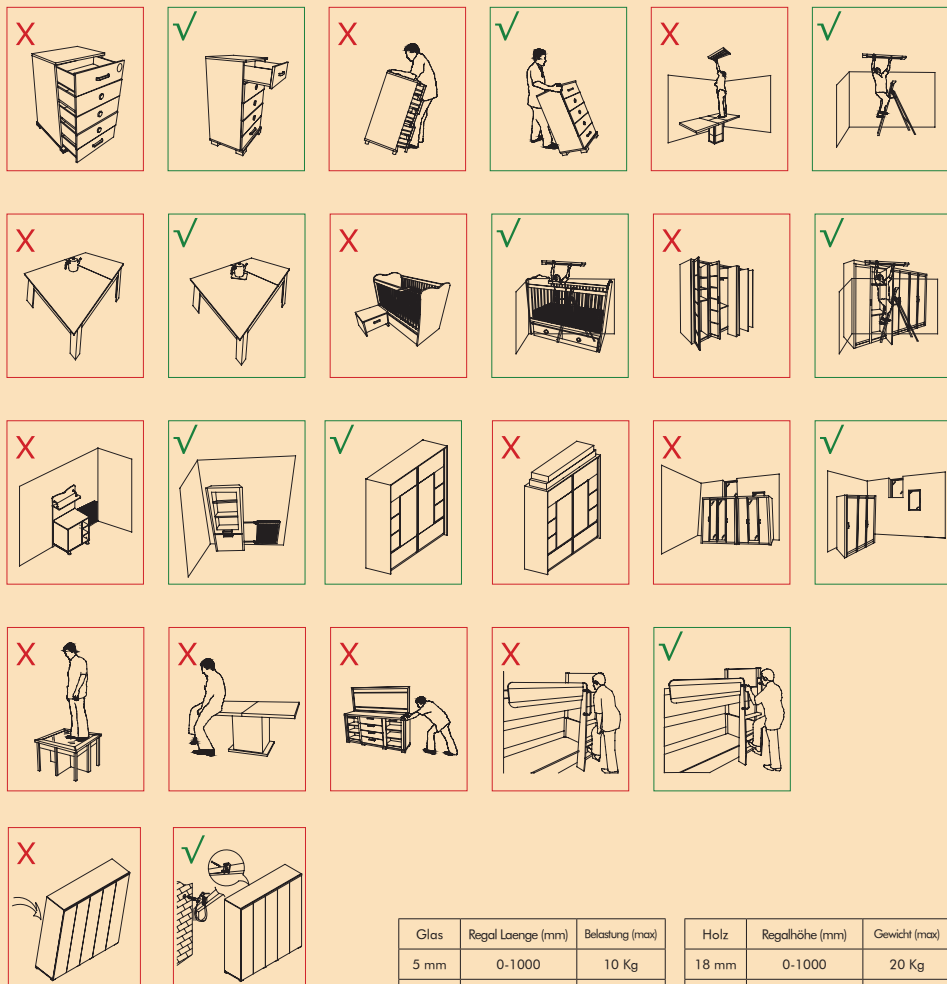 X √ X √ X √
X √ X √ X √
X √ √ X X √
X X X X √
X √
Glas Regal Laenge (mm) Belastung (max)
5 mm 0-1000 10 Kg
Holz Regalhöhe (mm) Gewicht (max)
18 mm 0-1000 20 Kg